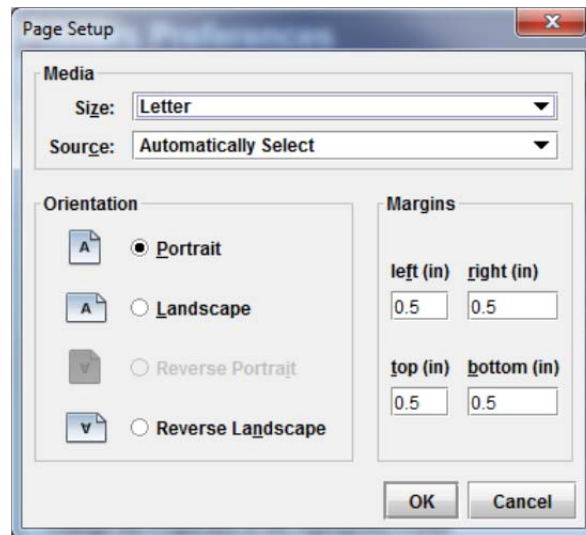 Page Setup
Media
Size: Letter
Source: Automatically Select
Orientation
A Portrait
A Landscape
A Reverse Portrait
A Reverse Landscape
Margins
left (in) right (in)
0.5 0.5
top (in) bottom (in)
0.5 0.5
OK Cancel